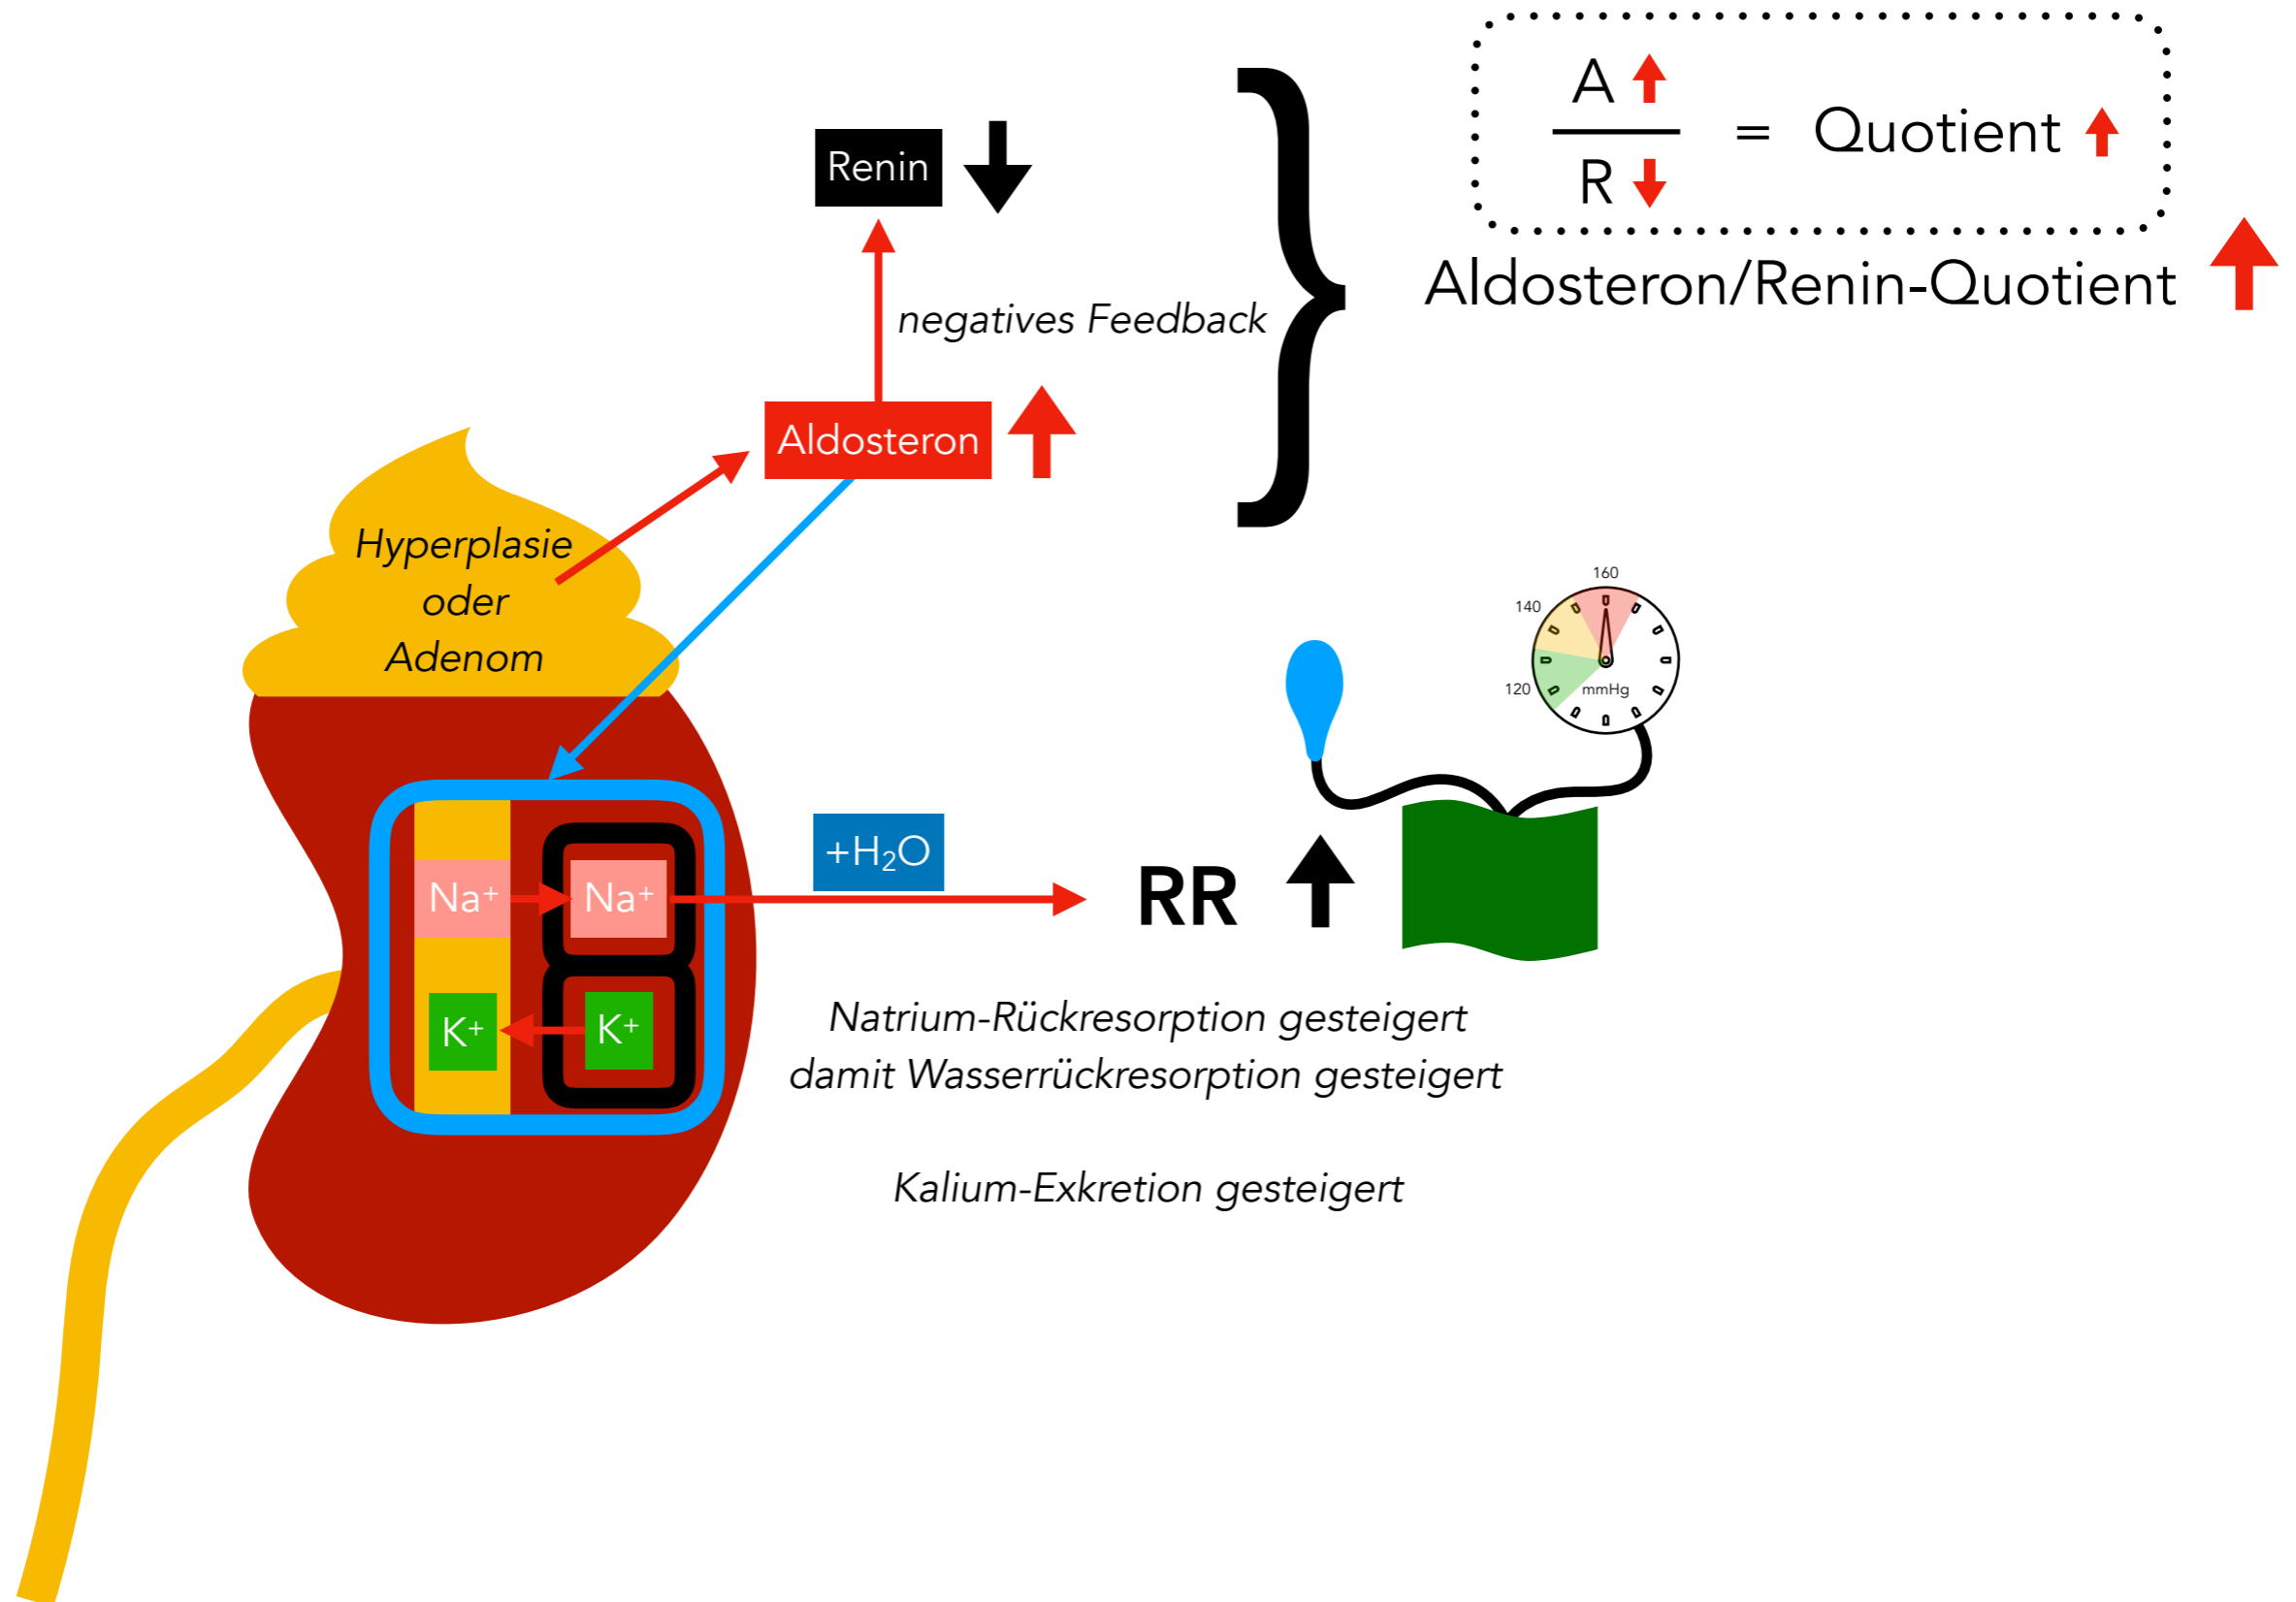 A
R
= Quotient
Aldosteron/Renin-Quotient
Renin
negatives Feedback
Aldosteron
Hyperplasie
oder
Adenom
160
140
120
mmHg
+H₂O
Na⁺ Na⁺
RR
K⁺ K⁺
Natrium-Rückresorption gesteigert
damit Wasserrückresorption gesteigert
Kalium-Exkretion gesteigert